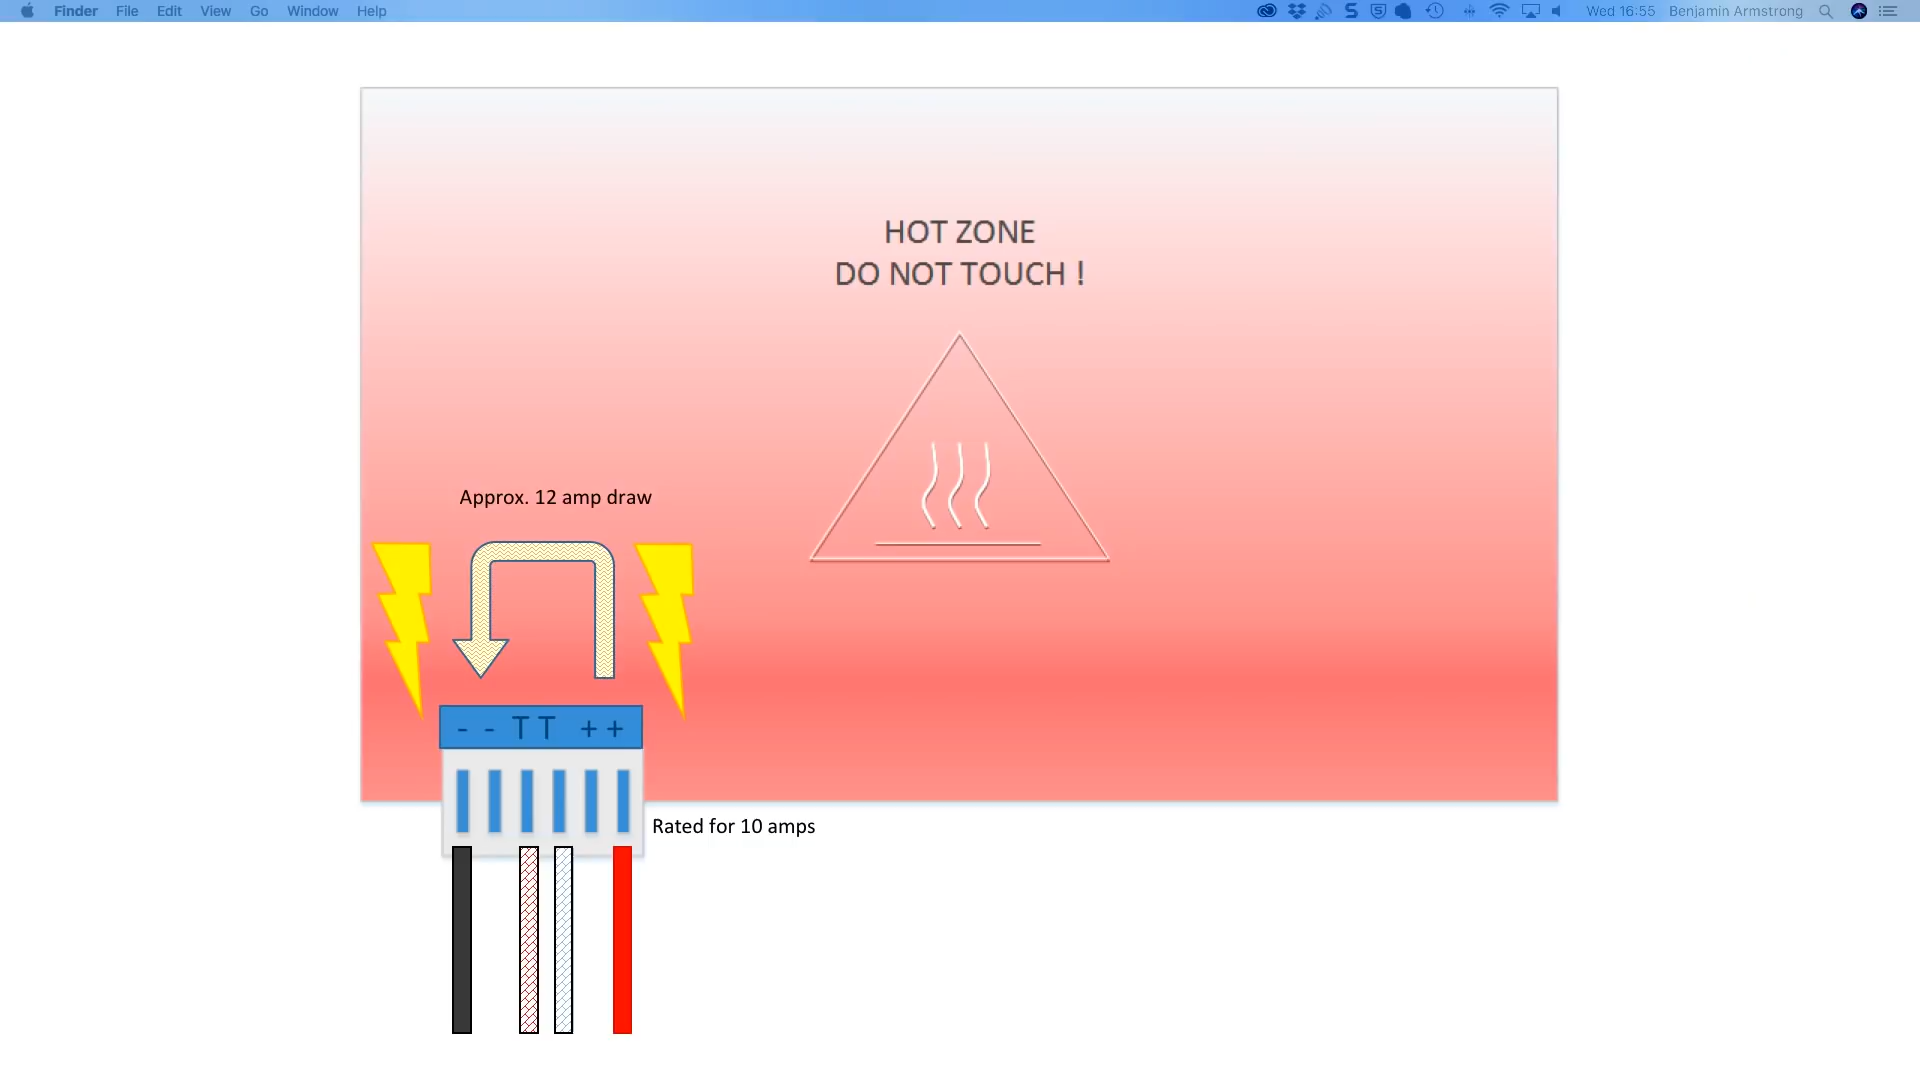 Finder File Edit View Go Window Help Wed 16:55 Benjamin Armstrong
HOT ZONE
DO NOT TOUCH !
Approx. 12 amp draw
- - T T + +
Rated for 10 amps